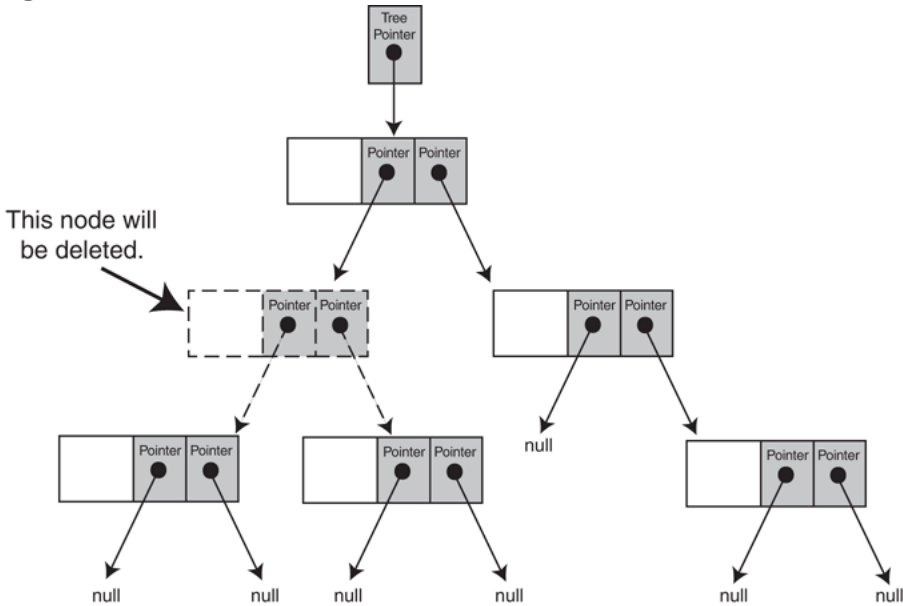 Tree
Pointer
Pointer Pointer
This node will
be deleted.
Pointer Pointer
Pointer Pointer
Pointer Pointer
Pointer Pointer
null
Pointer Pointer
null
null
null
null
null
null